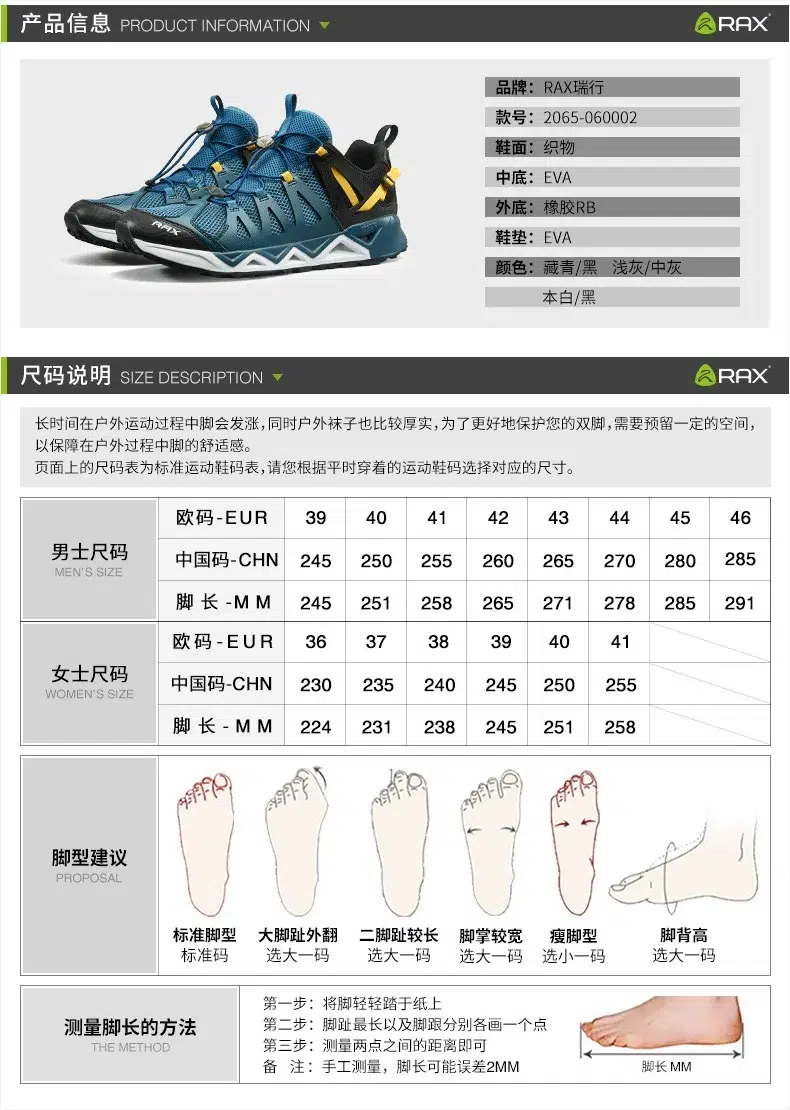 产品信息 PRODUCT INFORMATION
RAX
品牌：RAX瑞行
款号：2065-060002
鞋面：织物
中底：EVA
外底：橡胶RB
鞋垫：EVA
颜色：藏青/黑 浅灰/中灰
本白/黑
RAX
尺码说明 SIZE DESCRIPTION
RAX
长时间在户外运动过程中脚会发涨，同时户外袜子也比较厚实，为了更好地保护您的双脚，需要预留一定的空间，
以保障在户外过程中脚的舒适感。
页面上的尺码表为标准运动鞋码表，请您根据平时穿着的运动鞋码选择对应的尺寸。
男士尺码
MEN'S SIZE
欧码-EUR 39 40 41 42 43 44 45 46
中国码-CHN 245 250 255 260 265 270 280 285
脚长-MM 245 251 258 265 271 278 285 291
女士尺码
WOMEN'S SIZE
欧码-EUR 36 37 38 39 40 41
中国码-CHN 230 235 240 245 250 255
脚长-MM 224 231 238 245 251 258
脚型建议
PROPOSAL
标准脚型 大脚趾外翻 二脚趾较长 脚掌较宽 瘦脚型 脚背高
标准码 选大一码 选大一码 选大一码 选小一码 选大一码
测量脚长的方法
THE METHOD
第一步：将脚轻轻踏于纸上
第二步：脚趾最长以及脚跟分别各画一个点
第三步：测量两点之间的距离即可
备 注：手工测量，脚长可能误差2MM
脚长 MM